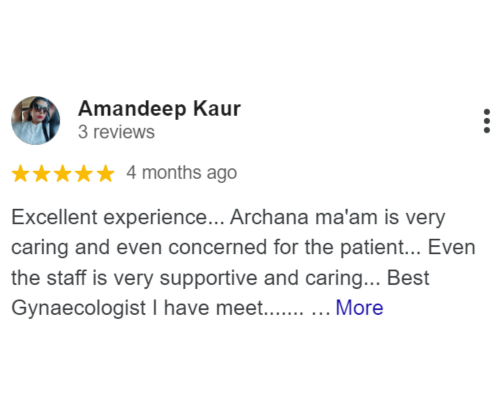 Amandeep Kaur
3 reviews
4 months ago
Excellent experience... Archana ma'am is very
caring and even concerned for the patient... Even
the staff is very supportive and caring... Best
Gynaecologist I have meet....... ... More